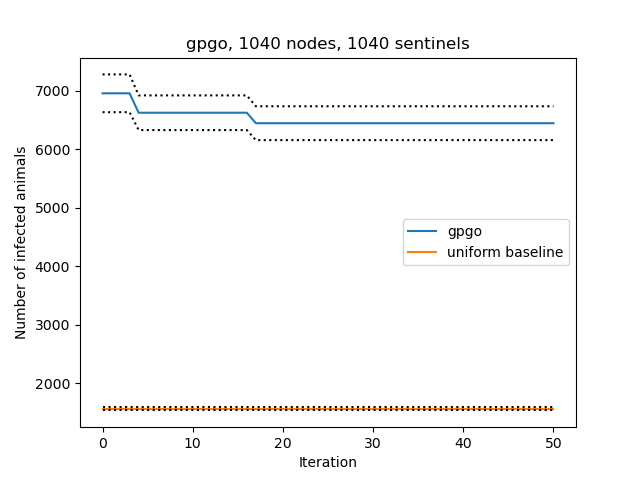 gpgo, 1040 nodes, 1040 sentinels
7000
6000
5000
4000
3000
2000
Number of infected animals
gpgo
uniform baseline
0
10
20
30
40
50
Iteration